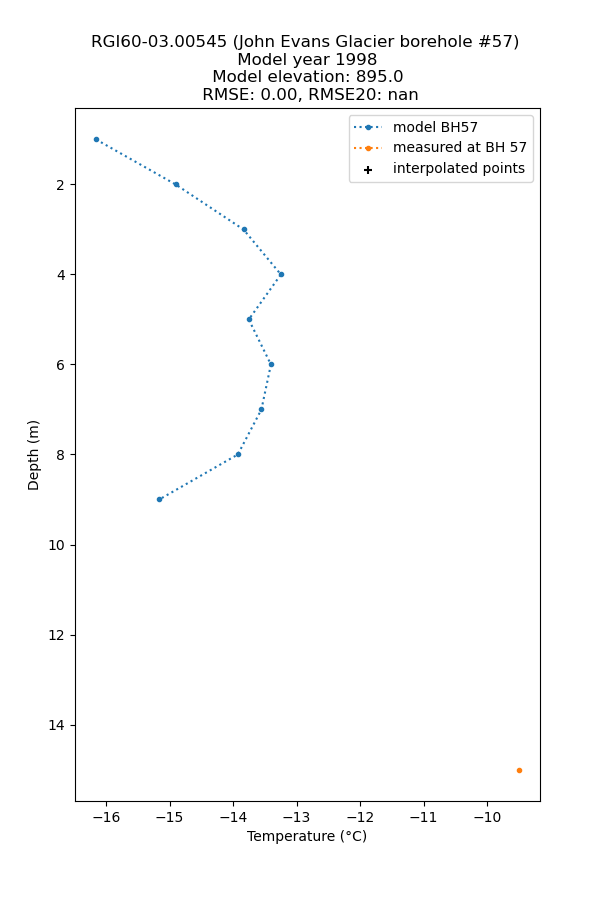 RGI60-03.00545 (John Evans Glacier borehole #57)
Model year 1998
Model elevation: 895.0
RMSE: 0.00, RMSE20: nan
model BH57
measured at BH 57
interpolated points
2
4
6
8
10
12
14
Depth (m)
−16 −15 −14 −13 −12 −11 −10
Temperature (°C)